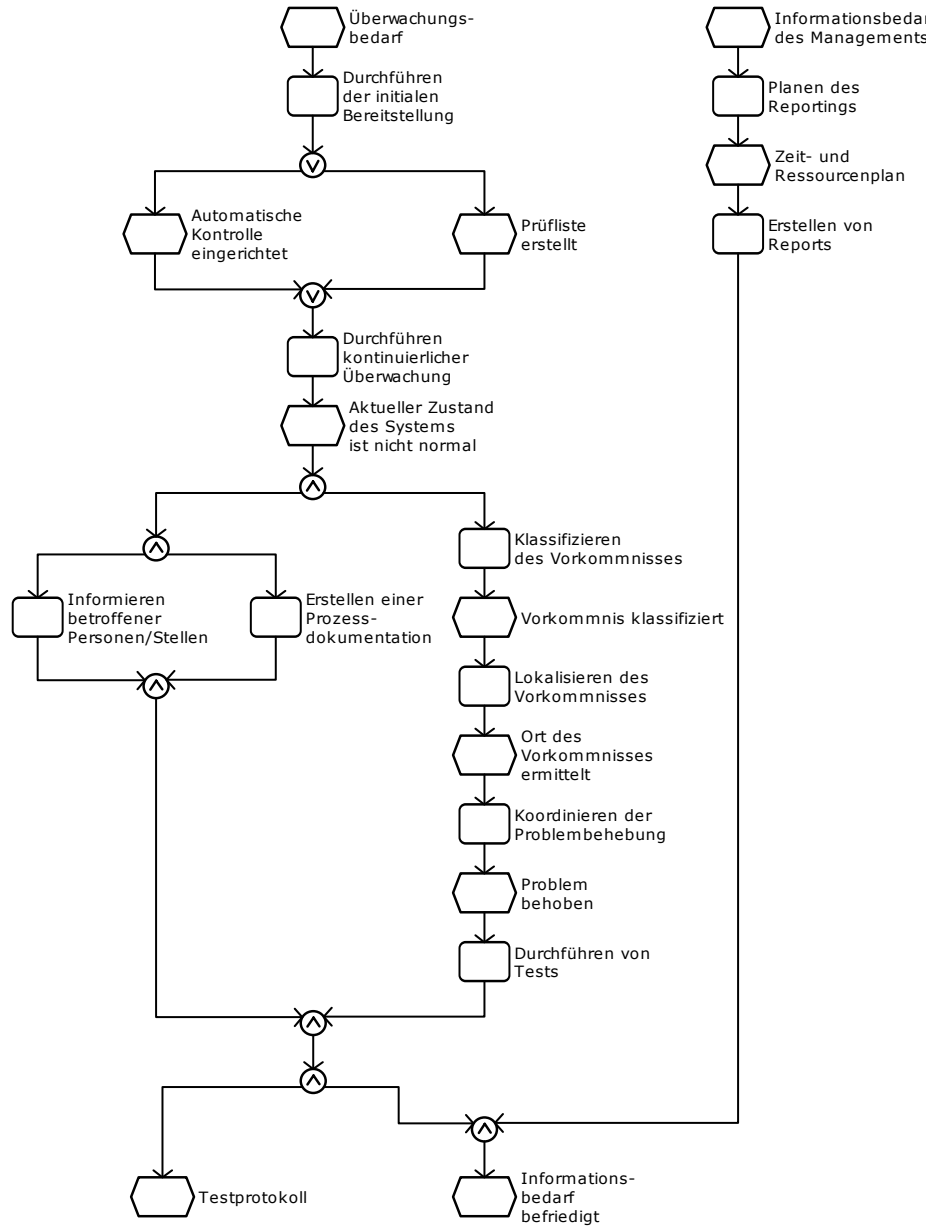 Überwachungs-
bedarf
Informationsbedar
des Managements
Durchführen
der initialen
Bereitstellung
Planen des
Reportings
Zeit- und
Ressourcenplan
Automatische
Kontrolle
eingerichtet
Prüfliste
erstellt
Erstellen von
Reports
Durchführen
kontinuierlicher
Überwachung
Aktueller Zustand
des Systems
ist nicht normal
Klassifizieren
des Vorkommnisses
Informieren
betroffener
Personen/Stellen
Erstellen einer
Prozess-
dokumentation
Vorkommnis klassifiziert
Lokalisieren des
Vorkommnisses
Ort des
Vorkommnisses
ermittelt
Koordinieren der
Problembehebung
Problem
behoben
Durchführen von
Tests
Testprotokoll
Informations-
bedarf
befriedigt